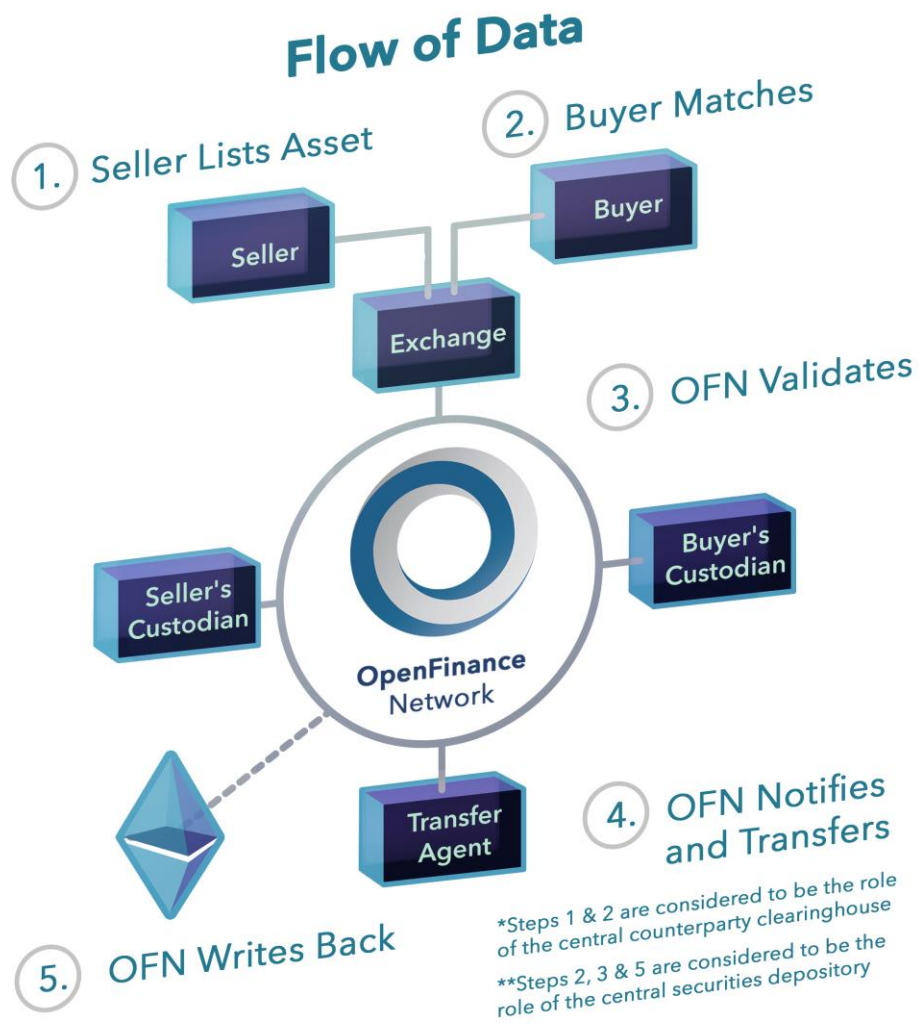 Flow of Data
1. Seller Lists Asset
2. Buyer Matches
Seller
Buyer
Exchange
3. OFN Validates
Seller's
Custodian
Buyer's
Custodian
OpenFinance
Network
Transfer
Agent
4. OFN Notifies
and Transfers
5. OFN Writes Back
*Steps 1 & 2 are considered to be the role
of the central counterparty clearinghouse
**Steps 2, 3 & 5 are considered to be the
role of the central securities depository